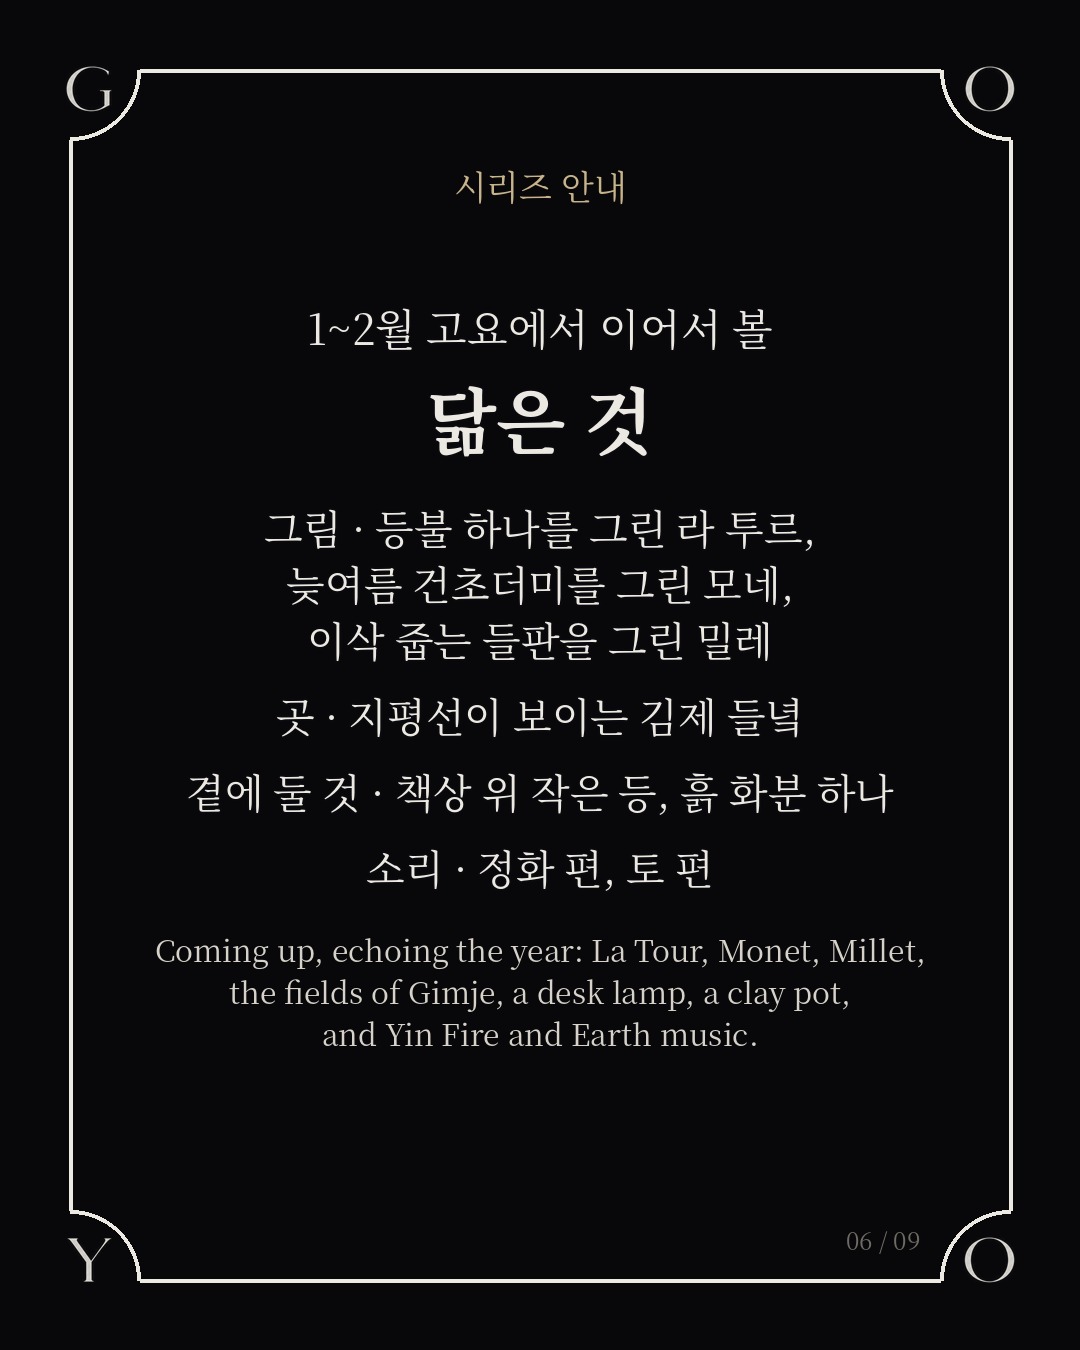 G O
시리즈 안내
1~2월 고요에서 이어서 볼
닮은 것
그림 · 등불 하나를 그린 라 투르,
늦여름 건초더미를 그린 모네,
이삭 줍는 들판을 그린 밀레
곳 · 지평선이 보이는 김제 들녘
곁에 둘 것 · 책상 위 작은 등, 흙 화분 하나
소리 · 정화 편, 토 편
Coming up, echoing the year: La Tour, Monet, Millet,
the fields of Gimje, a desk lamp, a clay pot,
and Yin Fire and Earth music.
06 / 09
Y O